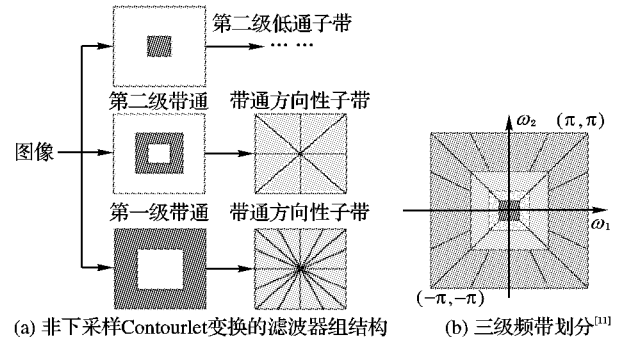 第二级低通子带
… …
第二级带通 带通方向性子带
图像
第一级带通 带通方向性子带
ω₂ (π, π)
ω₁
(−π, −π)
(a) 非下采样Contourlet变换的滤波器组结构
(b) 三级频带划分[11]